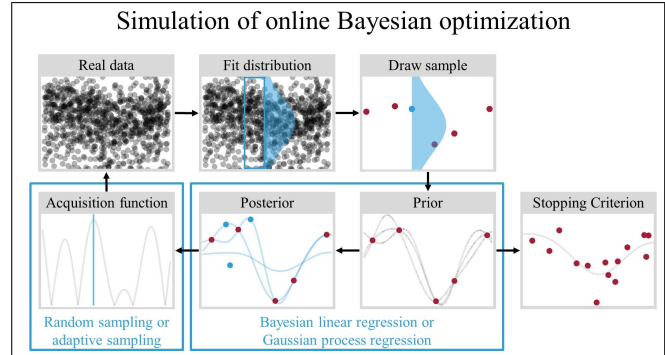 Simulation of online Bayesian optimization
Real data
Fit distribution
Draw sample
Acquisition function
Posterior
Prior
Stopping Criterion
Random sampling or
adaptive sampling
Bayesian linear regression or
Gaussian process regression